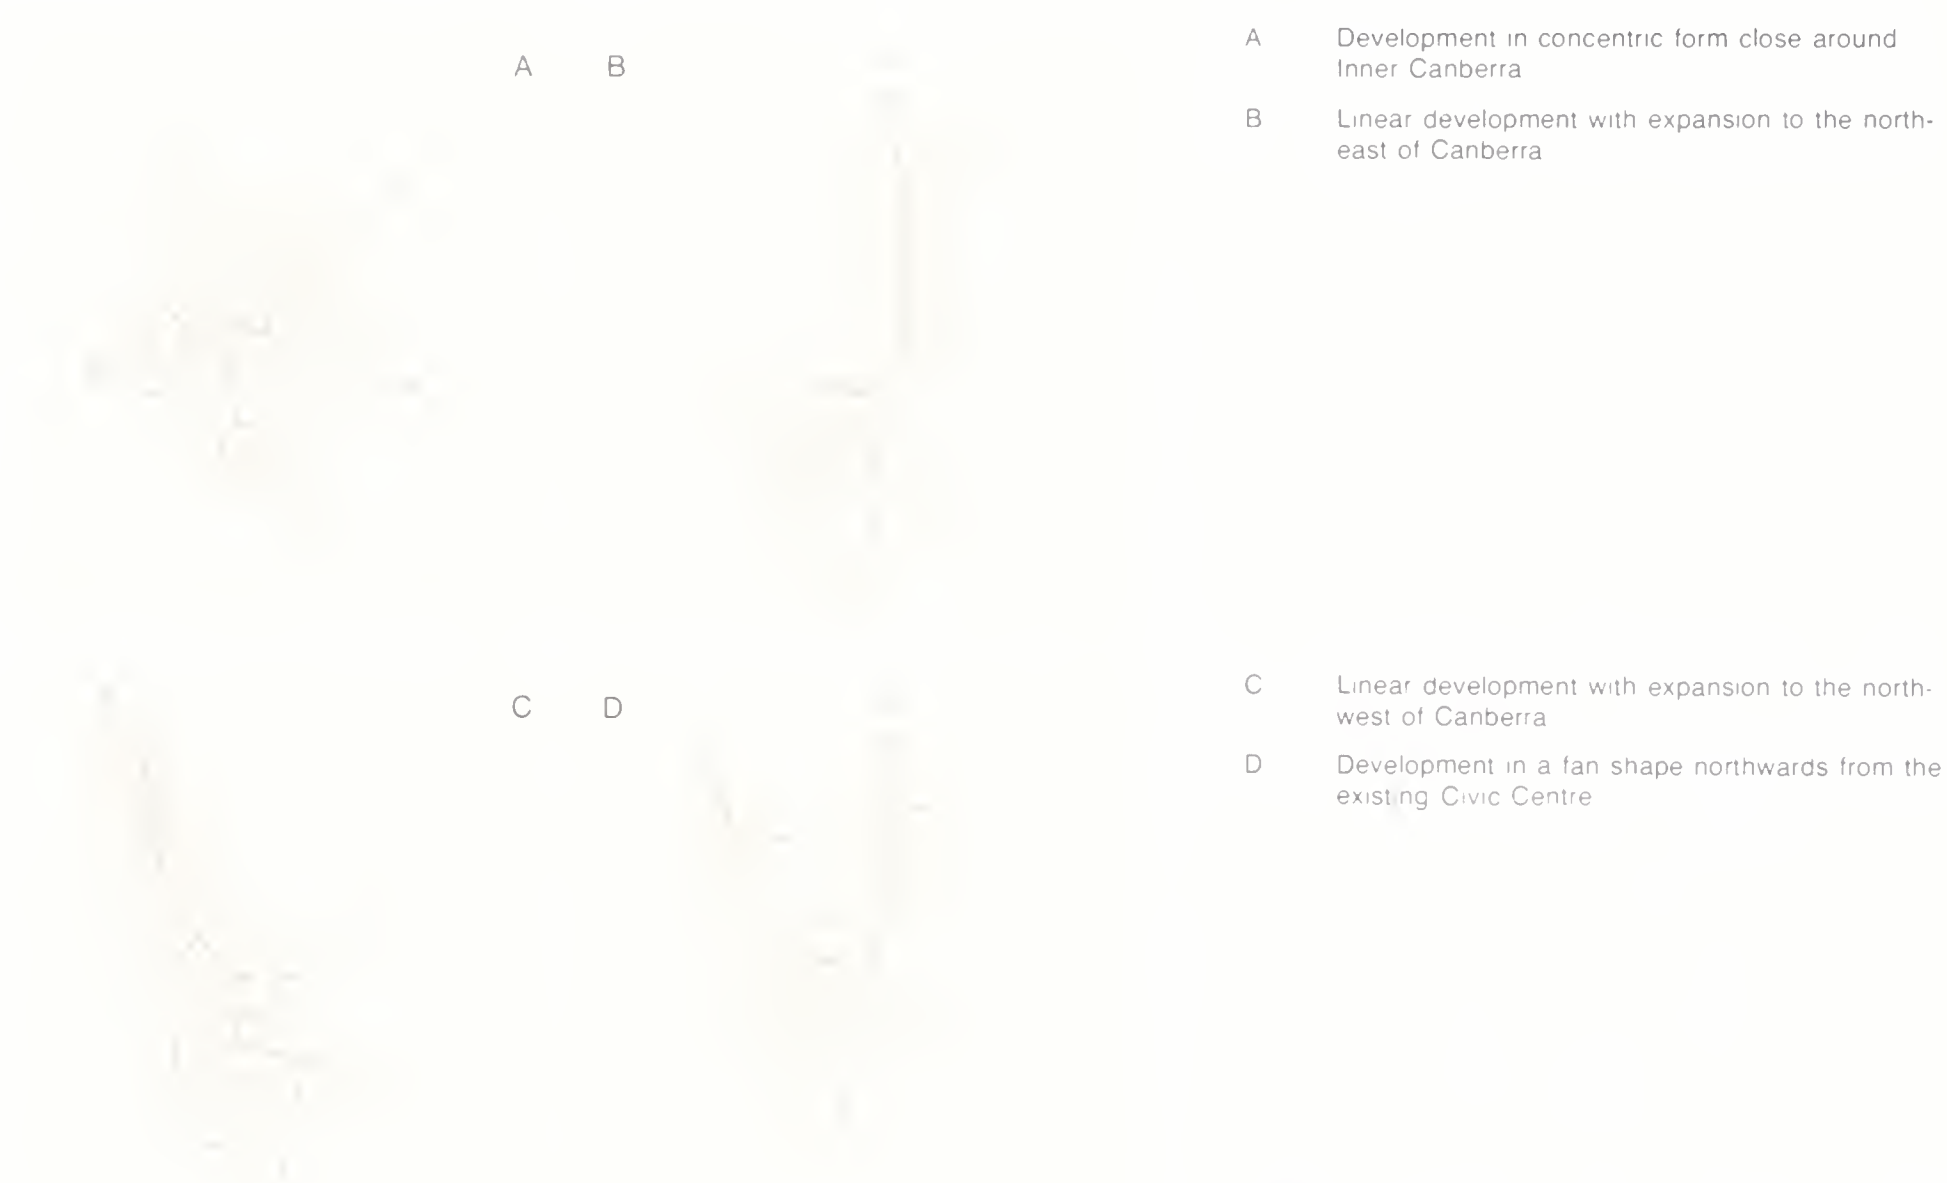 A B
A Development in concentric form close around
Inner Canberra
B Linear development with expansion to the north-
east of Canberra
C D
C Linear development with expansion to the north-
west of Canberra
D Development in a fan shape northwards from the
existing Civic Centre